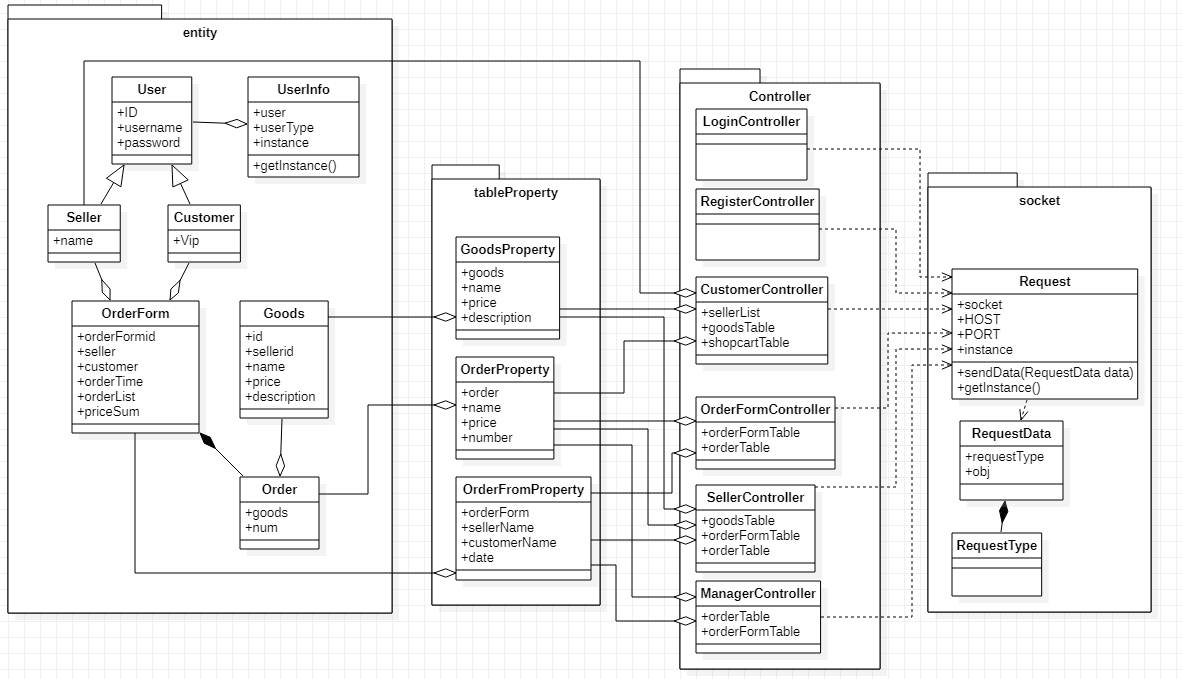 entity
User
+ID
+username
+password
UserInfo
+user
+userType
+instance
+getInstance()
Seller
+name
Customer
+Vip
OrderForm
+orderFormid
+seller
+customer
+orderTime
+orderList
+priceSum
Goods
+id
+sellerid
+name
+price
+description
Order
+goods
+num
tableProperty
GoodsProperty
+goods
+name
+price
+description
OrderProperty
+order
+name
+price
+number
OrderFromProperty
+orderForm
+sellerName
+customerName
+date
Controller
LoginController
RegisterController
CustomerController
+sellerList
+goodsTable
+shopcartTable
OrderFormController
+orderFormTable
+orderTable
SellerController
+goodsTable
+orderFormTable
+orderTable
ManagerController
+orderTable
+orderFormTable
socket
Request
+socket
+HOST
+PORT
+instance
+sendData(RequestData data)
+getInstance()
RequestData
+requestType
+obj
RequestType